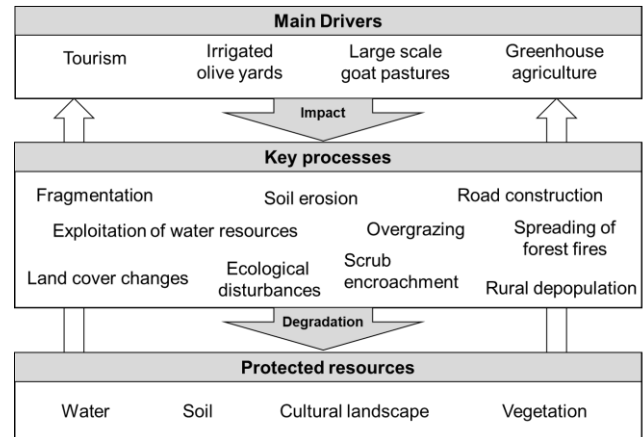 Main Drivers
Tourism
Irrigated
olive yards
Large scale
goat pastures
Greenhouse
agriculture
Impact
Key processes
Fragmentation
Soil erosion
Road construction
Exploitation of water resources
Overgrazing
Spreading of
forest fires
Land cover changes
Ecological
disturbances
Scrub
encroachment
Rural depopulation
Degradation
Protected resources
Water
Soil
Cultural landscape
Vegetation